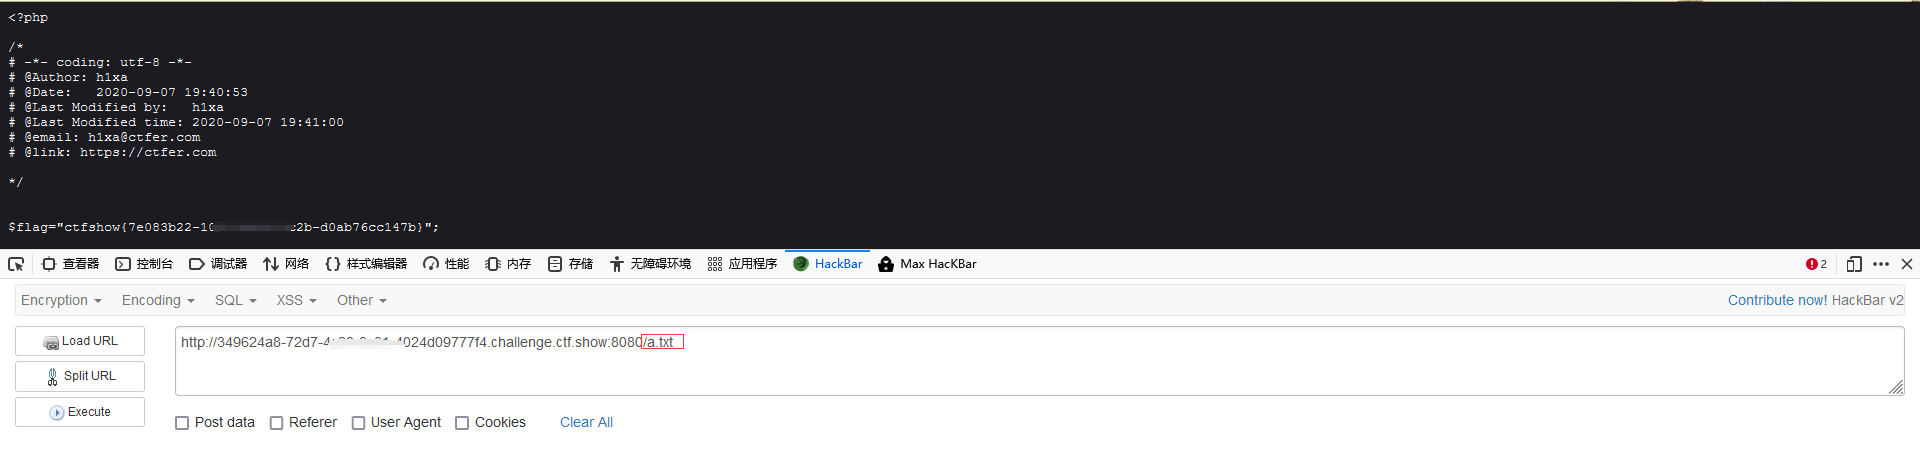 <?php
/*
# -*- coding: utf-8 -*-
# @Author: h1xa
# @Date:   2020-09-07 19:40:53
# @Last Modified by:   h1xa
# @Last Modified time: 2020-09-07 19:41:00
# @email: h1xa@ctfer.com
# @link: https://ctfer.com
*/
$flag="ctfshow{7e083b22-10 2b-d0ab76cc147b}";
查看器 控制台 调试器 网络 样式编辑器 性能 内存 存储 无障碍环境 应用程序 HackBar Max HacKBar 2
Encryption Encoding SQL XSS Other Contribute now! HackBar v2
Load URL
http://349624a8-72d7-4 4024d09777f4.challenge.ctf.show:8080/a.txt
Split URL
Execute
Post data Referer User Agent Cookies Clear All